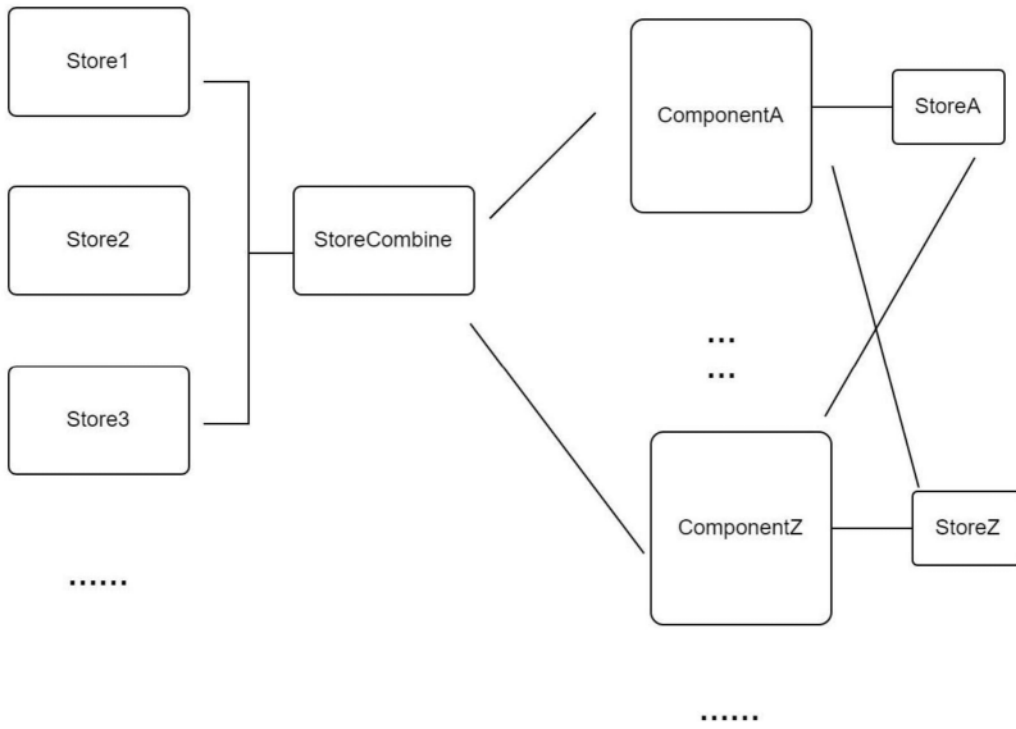 Store1
Store2
Store3
......
StoreCombine
ComponentA
StoreA
...
...
ComponentZ
StoreZ
......